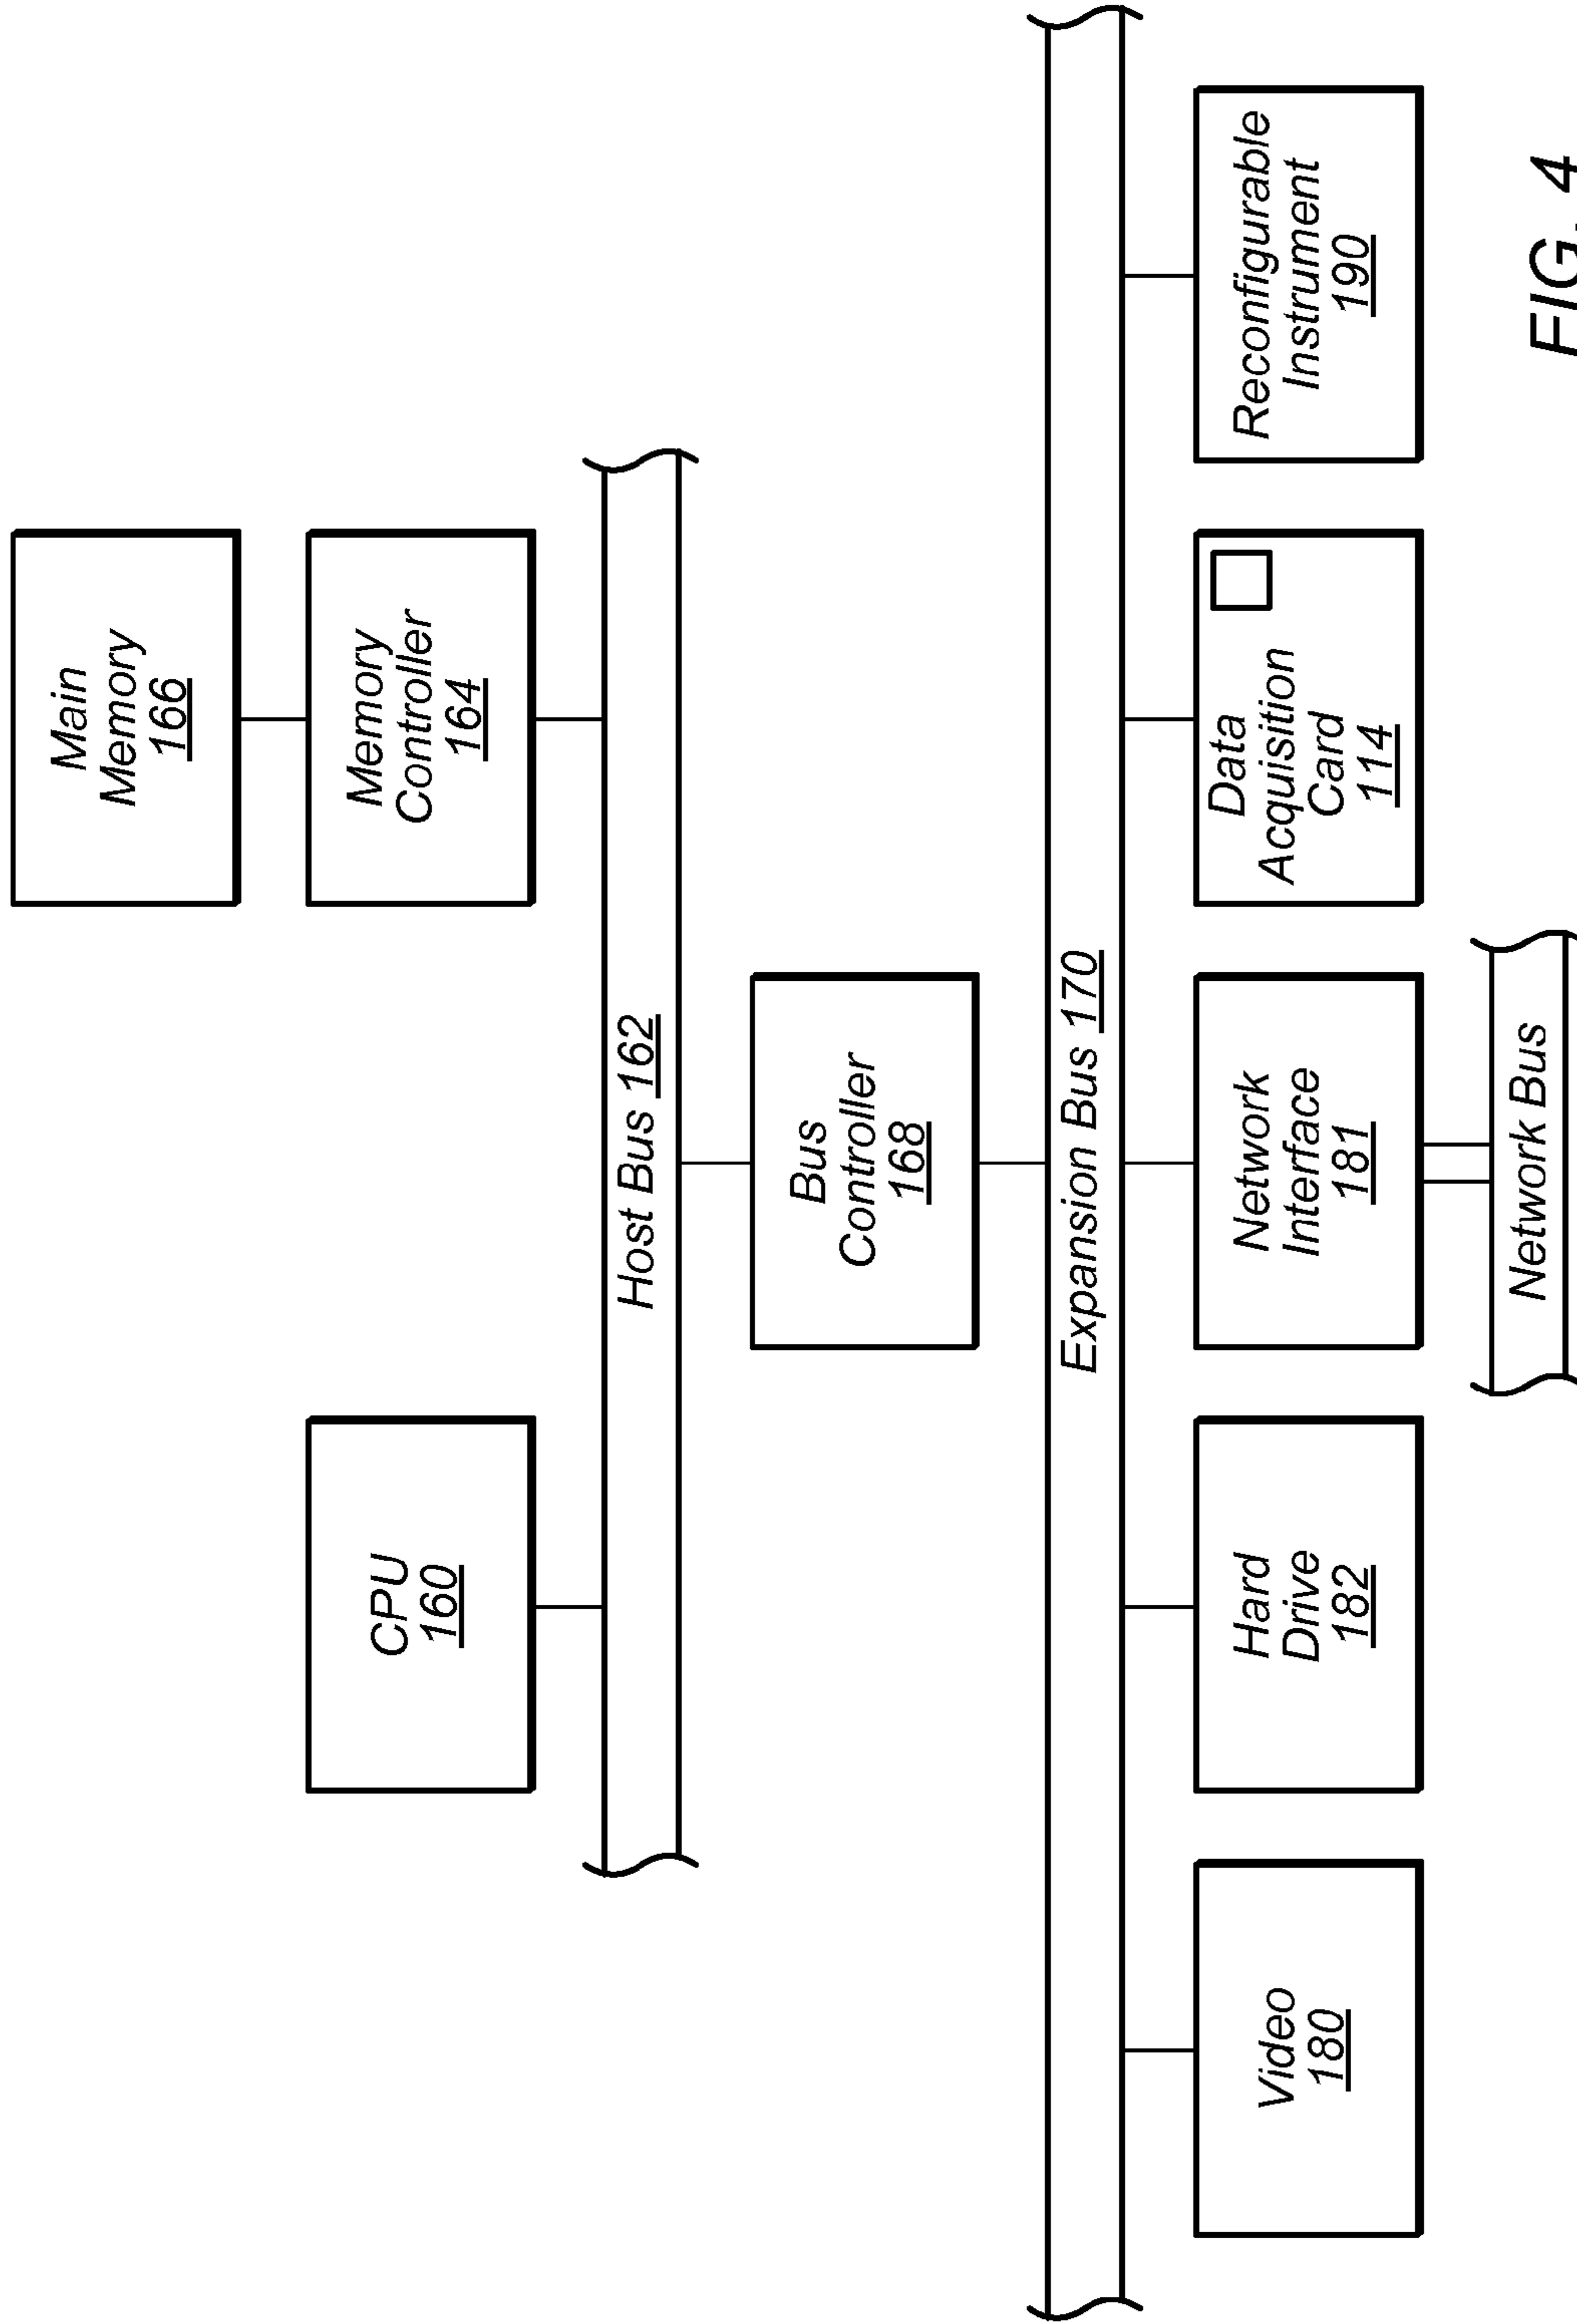 Main
Memory
166
CPU
160
Memory
Controller
164
Host Bus 162
Bus
Controller
168
Expansion Bus 170
Video
180
Hard
Drive
182
Network
Interface
181
Data
Acquisition
Card
114
Reconfigurable
Instrument
190
Network Bus
FIG. 4